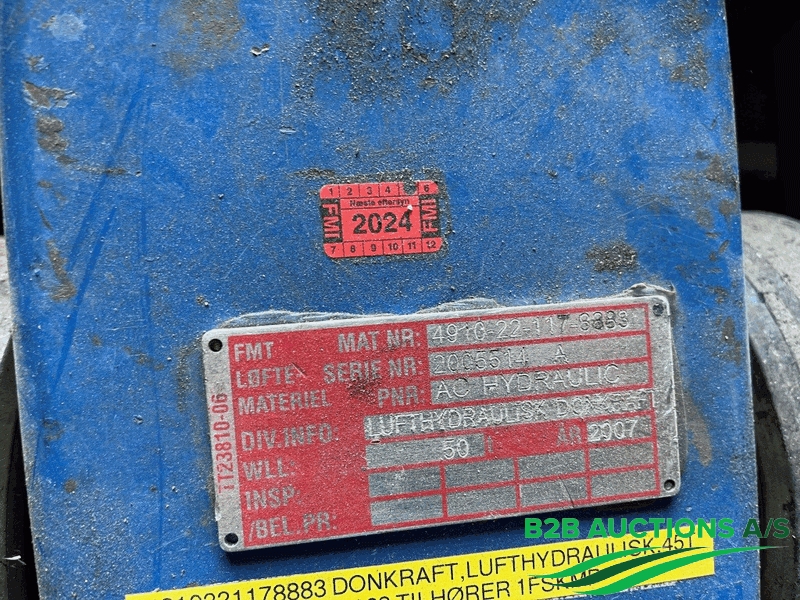 1 2 3 4 6
Næste eftersyn
FMI 2024 FMI
7 8 9 10 11 12
FMT MAT NR: 4910-22-117-8883
LØFTE- SERIE NR: 2005514 A
MATERIEL PNR: AC HYDRAULIC
DIV.INFO: LUFTHYDRAULISK
WLL: 50 t ÅR 2007
INSP.
/BEL.PR:
TT23810-06
B2B AUCTIONS A/S
DONKRAFT,LUFTHYDRAULISK,45T
TILHØRER